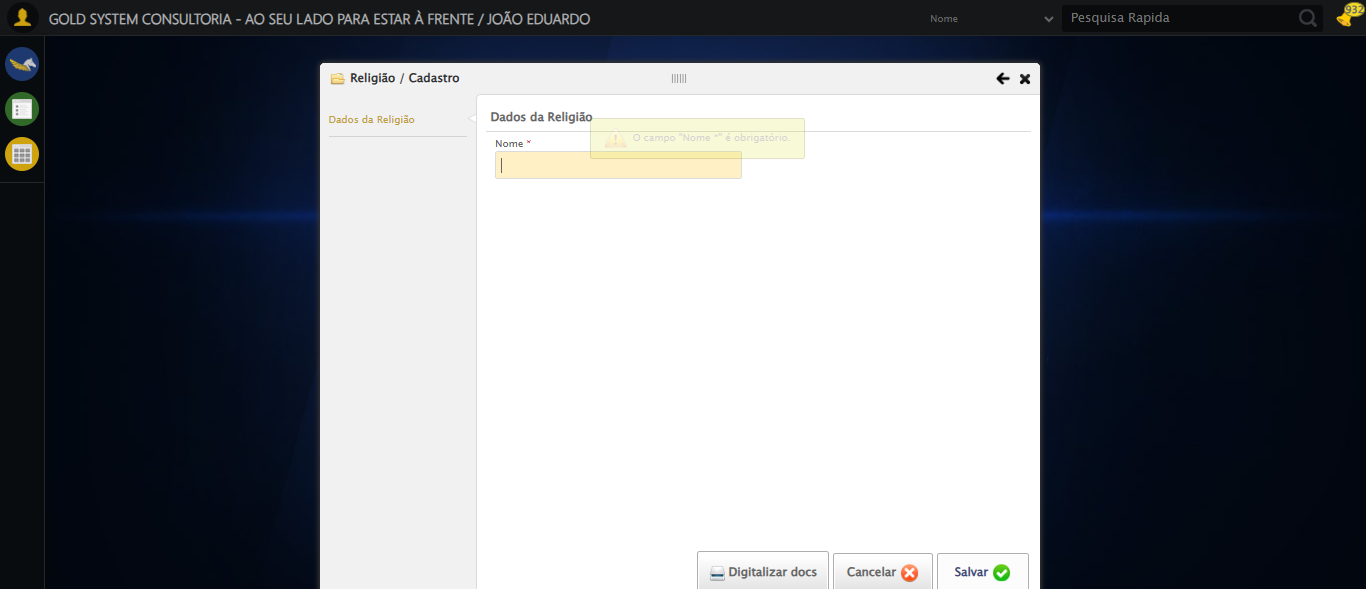 GOLD SYSTEM CONSULTORIA - AO SEU LADO PARA ESTAR À FRENTE / JOÃO EDUARDO
Nome
Pesquisa Rapida
932
Religião / Cadastro
Dados da Religião
Dados da Religião
O campo "Nome *" é obrigatório.
Nome *
Digitalizar docs
Cancelar
Salvar